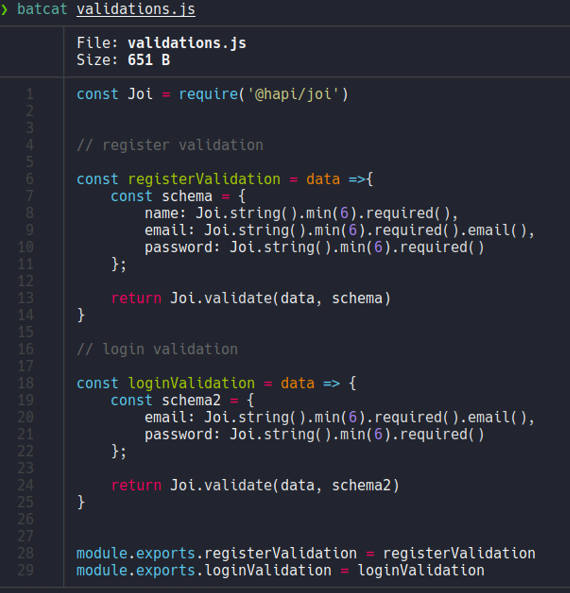 ❯ batcat validations.js
File: validations.js
Size: 651 B
1 const Joi = require('@hapi/joi')
2
3
4 // register validation
5
6 const registerValidation = data =>{
7     const schema = {
8         name: Joi.string().min(6).required(),
9         email: Joi.string().min(6).required().email(),
10         password: Joi.string().min(6).required()
11     };
12
13     return Joi.validate(data, schema)
14 }
15
16 // login validation
17
18 const loginValidation = data => {
19     const schema2 = {
20         email: Joi.string().min(6).required().email(),
21         password: Joi.string().min(6).required()
22     };
23
24     return Joi.validate(data, schema2)
25 }
26
27
28 module.exports.registerValidation = registerValidation
29 module.exports.loginValidation = loginValidation